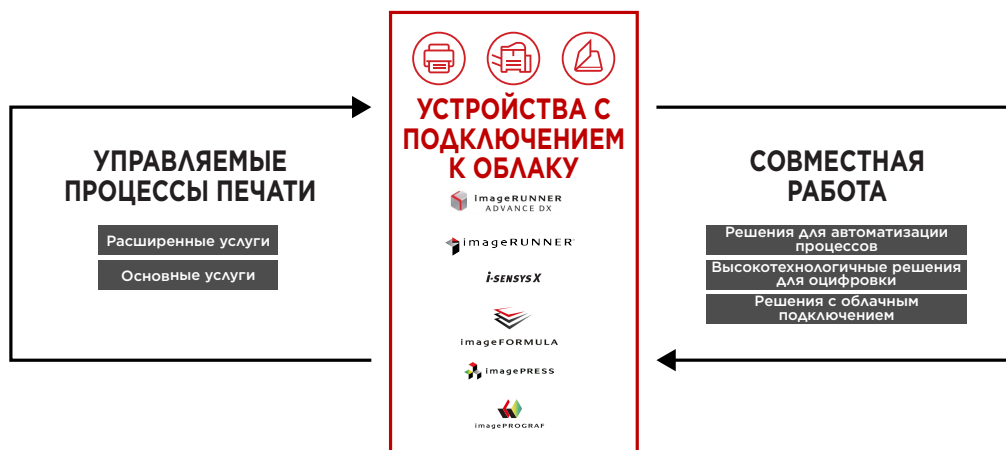 УПРАВЛЯЕМЫЕ
ПРОЦЕССЫ ПЕЧАТИ
Расширенные услуги
Основные услуги
УСТРОЙСТВА С
ПОДКЛЮЧЕНИЕМ
К ОБЛАКУ
imageRUNNER
ADVANCE DX
imageRUNNER
i-SENSYS X
imageFORMULA
imagePRESS
imagePROGRAF
СОВМЕСТНАЯ
РАБОТА
Решения для автоматизации
процессов
Высокотехнологичные решения
для оцифровки
Решения с облачным
подключением